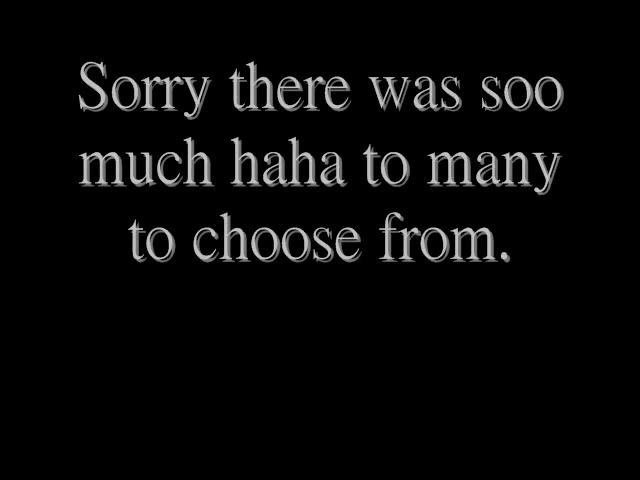 Sorry there was soo
much haha to many
to choose from.